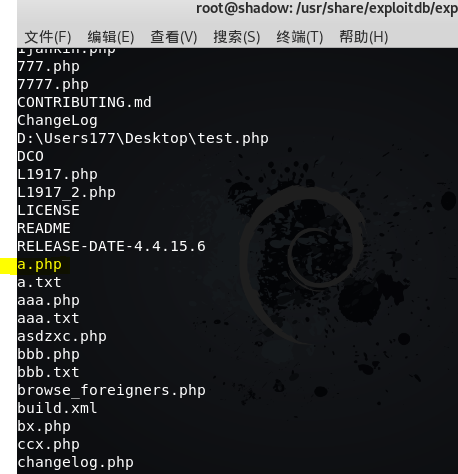 root@shadow: /usr/share/exploitdb/exp
文件(F) 编辑(E) 查看(V) 搜索(S) 终端(T) 帮助(H)
777.php
7777.php
CONTRIBUTING.md
ChangeLog
D:\Users177\Desktop\test.php
DCO
L1917.php
L1917_2.php
LICENSE
README
RELEASE-DATE-4.4.15.6
a.php
a.txt
aaa.php
aaa.txt
asdzxc.php
bbb.php
bbb.txt
browse_foreigners.php
build.xml
bx.php
ccx.php
changelog.php